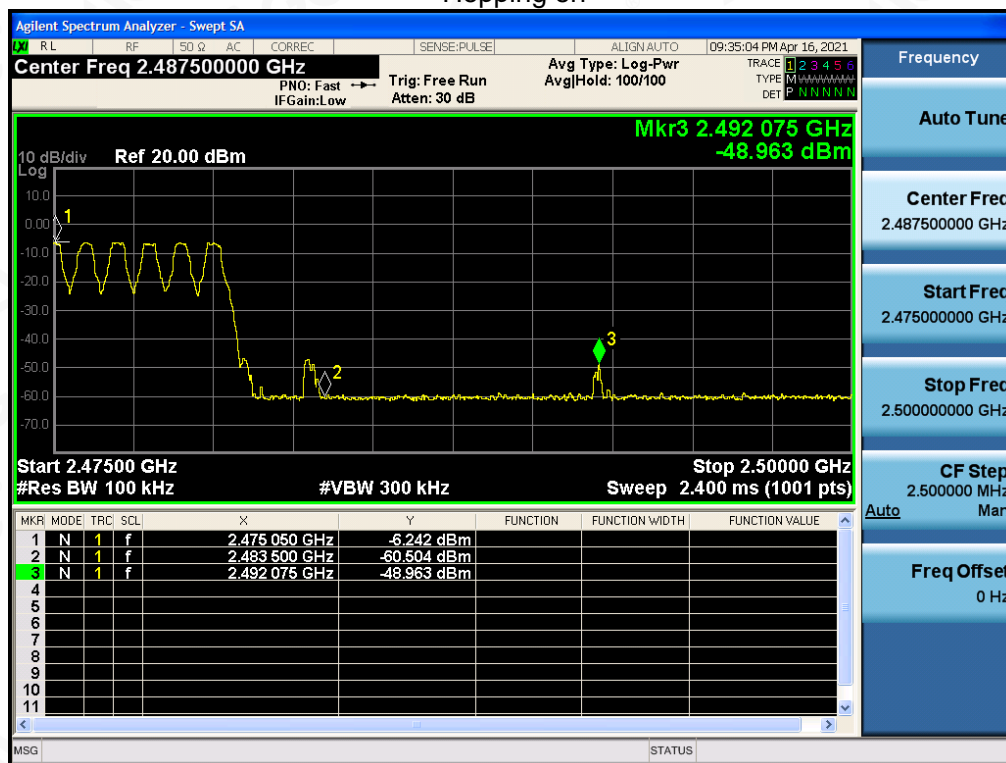 Hopping on
Agilent Spectrum Analyzer - Swept SA
LXI RL RF 50 Ω AC CORREC SENSE:PULSE ALIGN AUTO 09:35:04 PM Apr 16, 2021
Center Freq 2.487500000 GHz
PNO: Fast
IFGain:Low
Trig: Free Run
Atten: 30 dB
Avg Type: Log-Pwr
Avg|Hold: 100/100
TRACE 1 2 3 4 5 6
TYPE M
DET P N N N N N
Mkr3 2.492 075 GHz
-48.963 dBm
10 dB/div Ref 20.00 dBm
Log
10.0
0.00
-10.0
-20.0
-30.0
-40.0
-50.0
-60.0
-70.0
1
2
3
Start 2.47500 GHz Stop 2.50000 GHz
#Res BW 100 kHz #VBW 300 kHz Sweep 2.400 ms (1001 pts)
MKR MODE TRC SCL X Y FUNCTION FUNCTION WIDTH FUNCTION VALUE
1 N 1 f 2.475 050 GHz -6.242 dBm
2 N 1 f 2.483 500 GHz -60.504 dBm
3 N 1 f 2.492 075 GHz -48.963 dBm
4
5
6
7
8
9
10
11
MSG STATUS
Frequency
Auto Tune
Center Freq
2.487500000 GHz
Start Freq
2.475000000 GHz
Stop Freq
2.500000000 GHz
CF Step
2.500000 MHz
Auto Man
Freq Offset
0 Hz